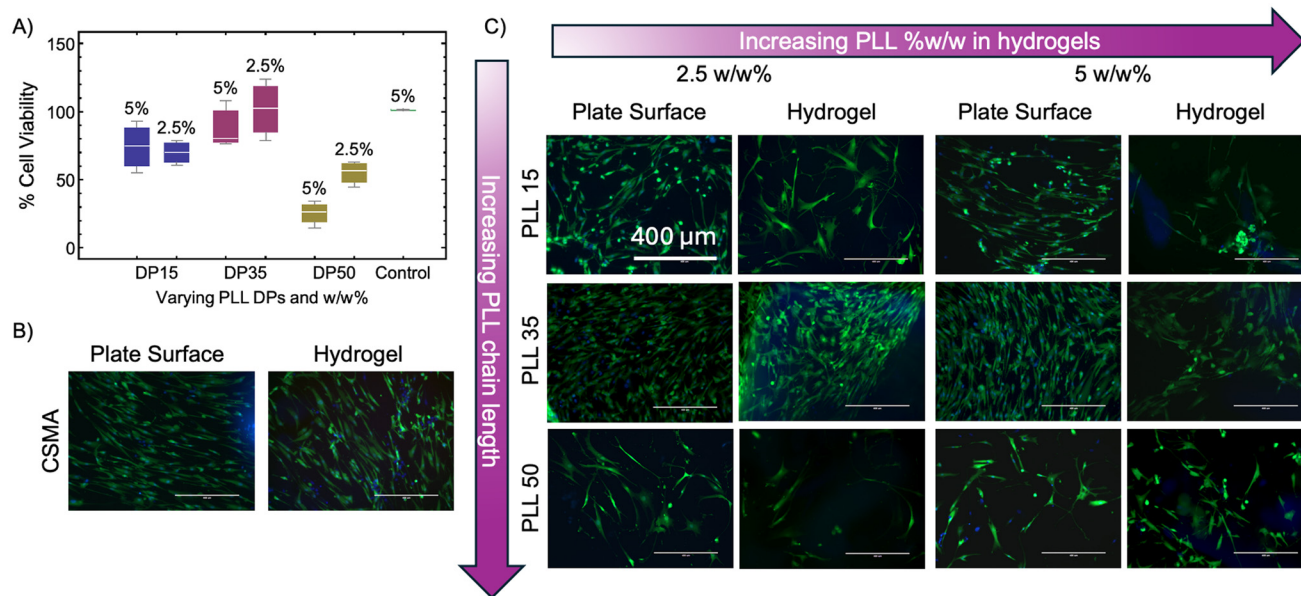 A)
150
100
50
0
% Cell Viability
5%
2.5%
5%
2.5%
5%
2.5%
5%
DP15
DP35
DP50
Control
Varying PLL DPs and w/w%
B)
Plate Surface
Hydrogel
CSMA
C)
Increasing PLL %w/w in hydrogels
2.5 w/w%
5 w/w%
Increasing PLL chain length
Plate Surface
Hydrogel
Plate Surface
Hydrogel
PLL 15
400 µm
PLL 35
PLL 50